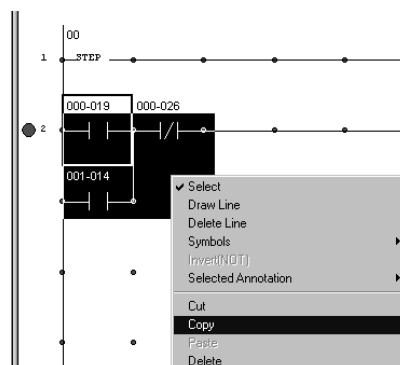 00
1 STEP
000-019 000-026
2
001-014
Select
Draw Line
Delete Line
Symbols
Invert(NOT)
Selected Annotation
Cut
Copy
Paste
Delete